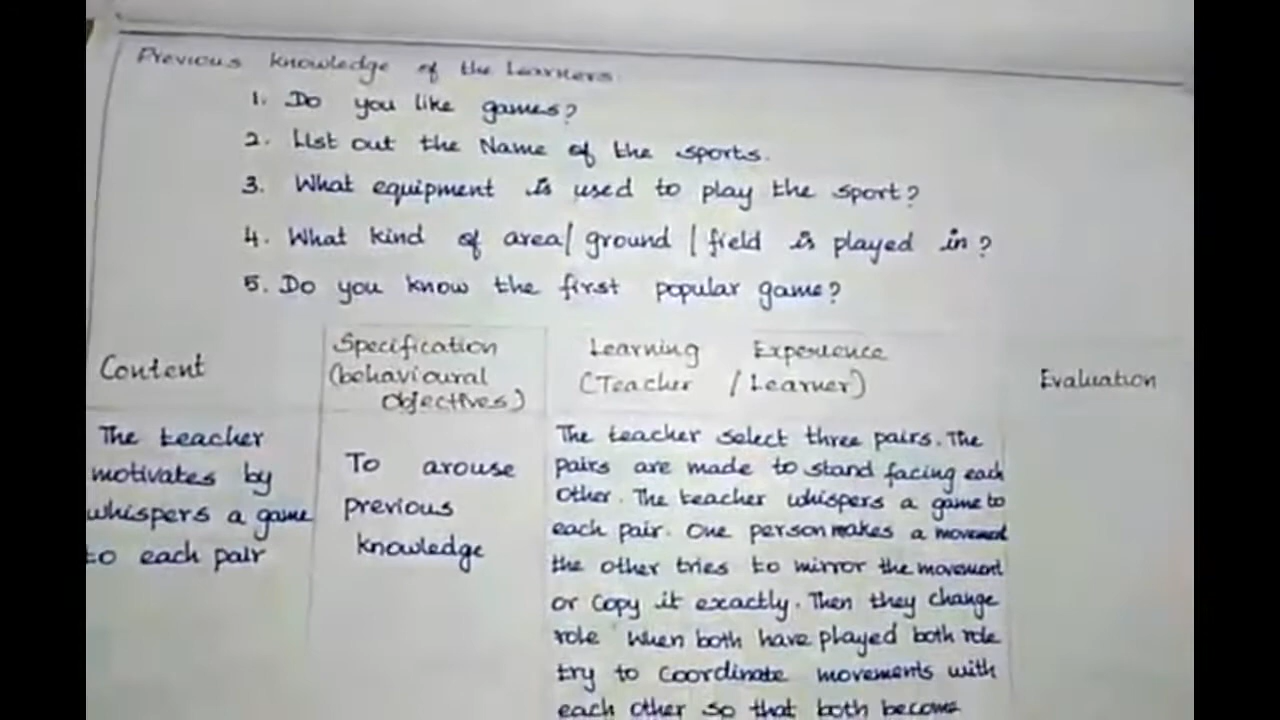 Previous knowledge of the Learners
1. Do you like games?
2. List out the Name of the sports.
3. What equipment is used to play the sport?
4. What kind of area/ ground / field is played in?
5. Do you know the first popular game?
Content
Specification
(behavioural
objectives)
Learning Experience
(Teacher / Learner)
Evaluation
The teacher
motivates by
whispers a game
to each pair
To arouse
previous
knowledge
The teacher select three pairs. The
pairs are made to stand facing each
other. The teacher whispers a game to
each pair. One person makes a movement
the other tries to mirror the movement
or copy it exactly. Then they change
role when both have played both role
try to coordinate movements with
each other so that both become